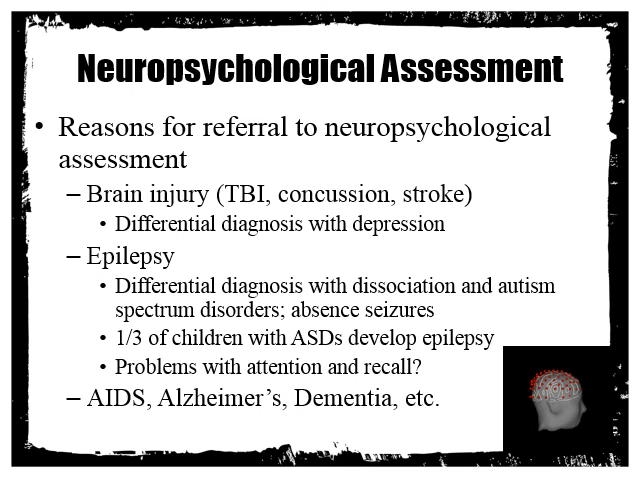 Neuropsychological Assessment
• Reasons for referral to neuropsychological
assessment
– Brain injury (TBI, concussion, stroke)
• Differential diagnosis with depression
– Epilepsy
• Differential diagnosis with dissociation and autism
spectrum disorders; absence seizures
• 1/3 of children with ASDs develop epilepsy
• Problems with attention and recall?
– AIDS, Alzheimer’s, Dementia, etc.